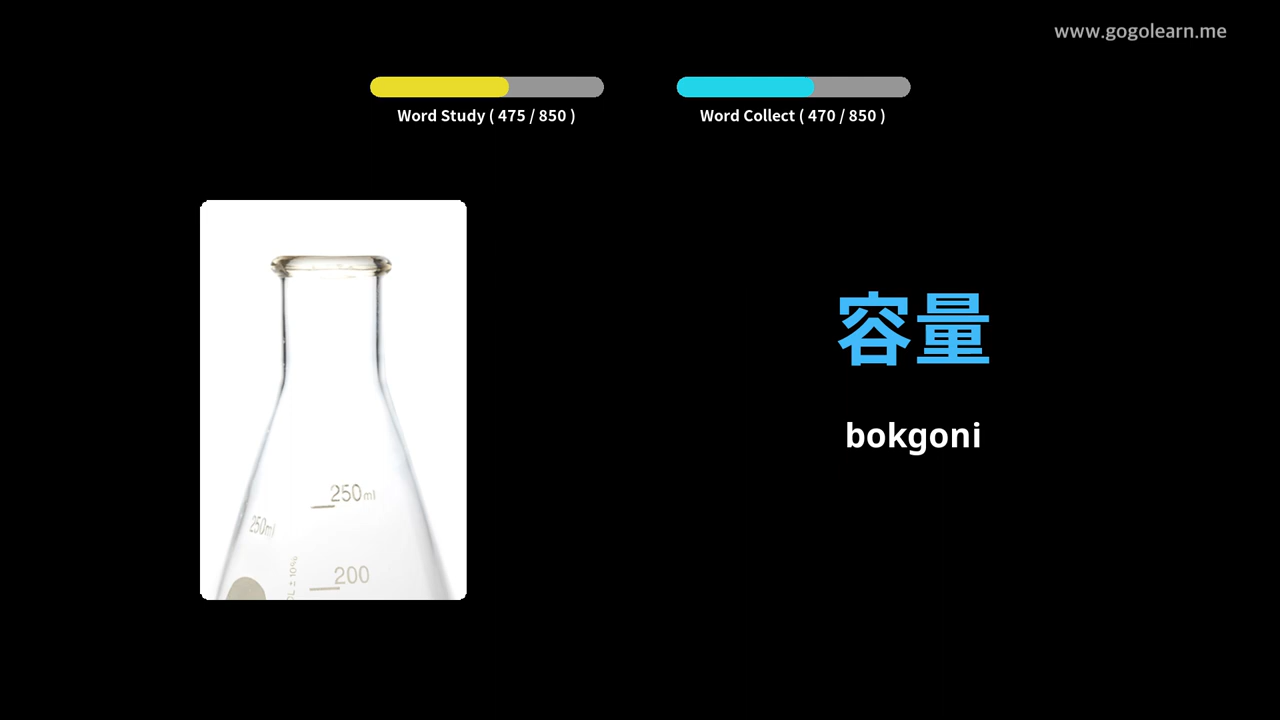 www.gogolearn.me
Word Study ( 475 / 850 )
Word Collect ( 470 / 850 )
容量
bokgoni
250ml
250ml
200